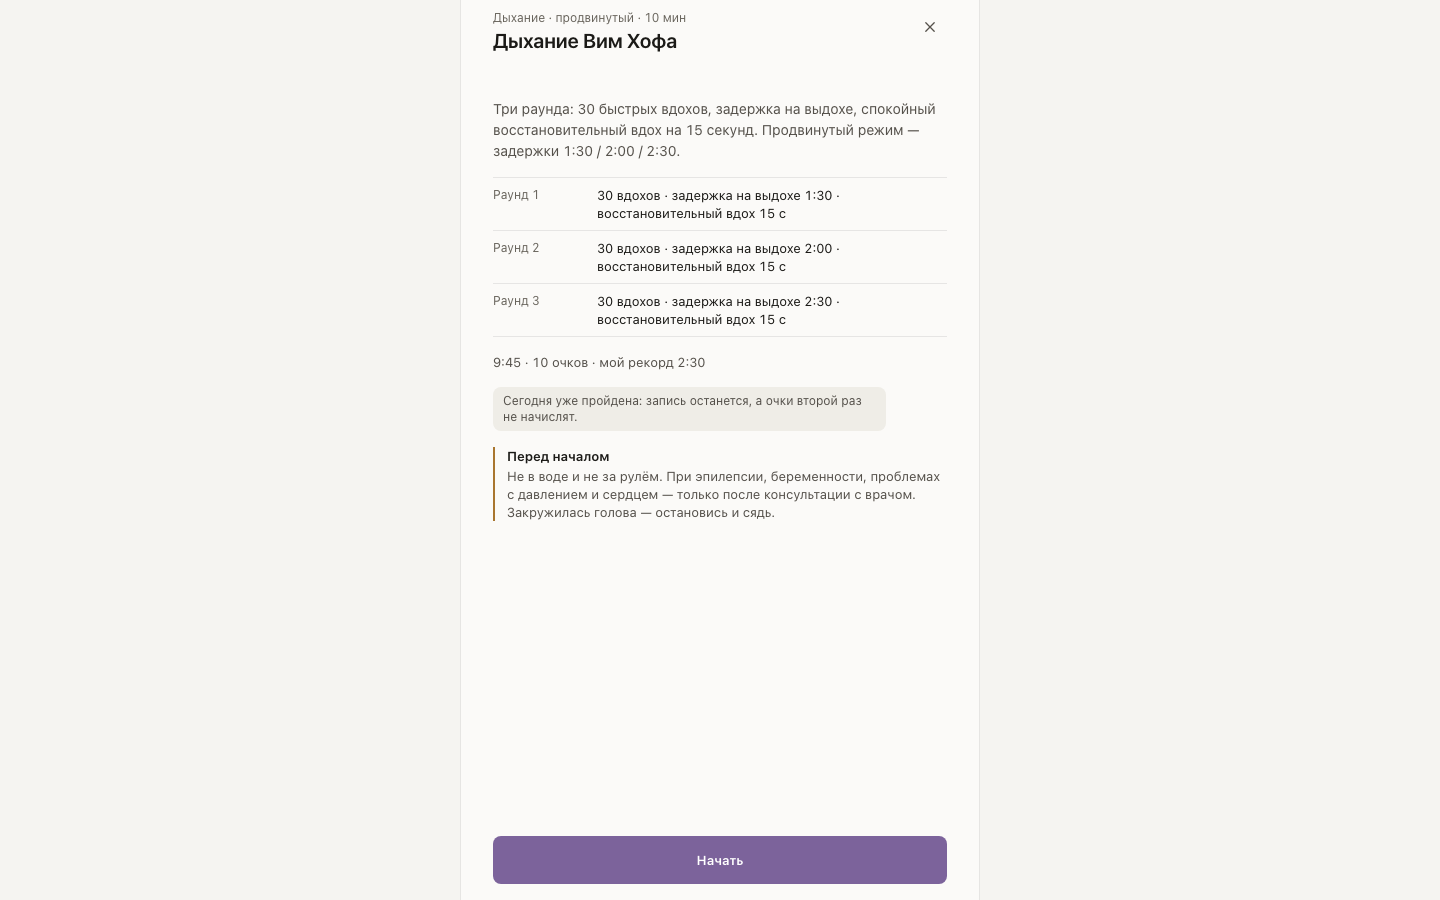 Дыхание · продвинутый · 10 мин
Дыхание Вим Хофа
Три раунда: 30 быстрых вдохов, задержка на выдохе, спокойный
восстановительный вдох на 15 секунд. Продвинутый режим —
задержки 1:30 / 2:00 / 2:30.
Раунд 1
30 вдохов · задержка на выдохе 1:30 ·
восстановительный вдох 15 с
Раунд 2
30 вдохов · задержка на выдохе 2:00 ·
восстановительный вдох 15 с
Раунд 3
30 вдохов · задержка на выдохе 2:30 ·
восстановительный вдох 15 с
9:45 · 10 очков · мой рекорд 2:30
Сегодня уже пройдена: запись останется, а очки второй раз
не начислят.
Перед началом
Не в воде и не за рулём. При эпилепсии, беременности, проблемах
с давлением и сердцем — только после консультации с врачом.
Закружилась голова — остановись и сядь.
Начать